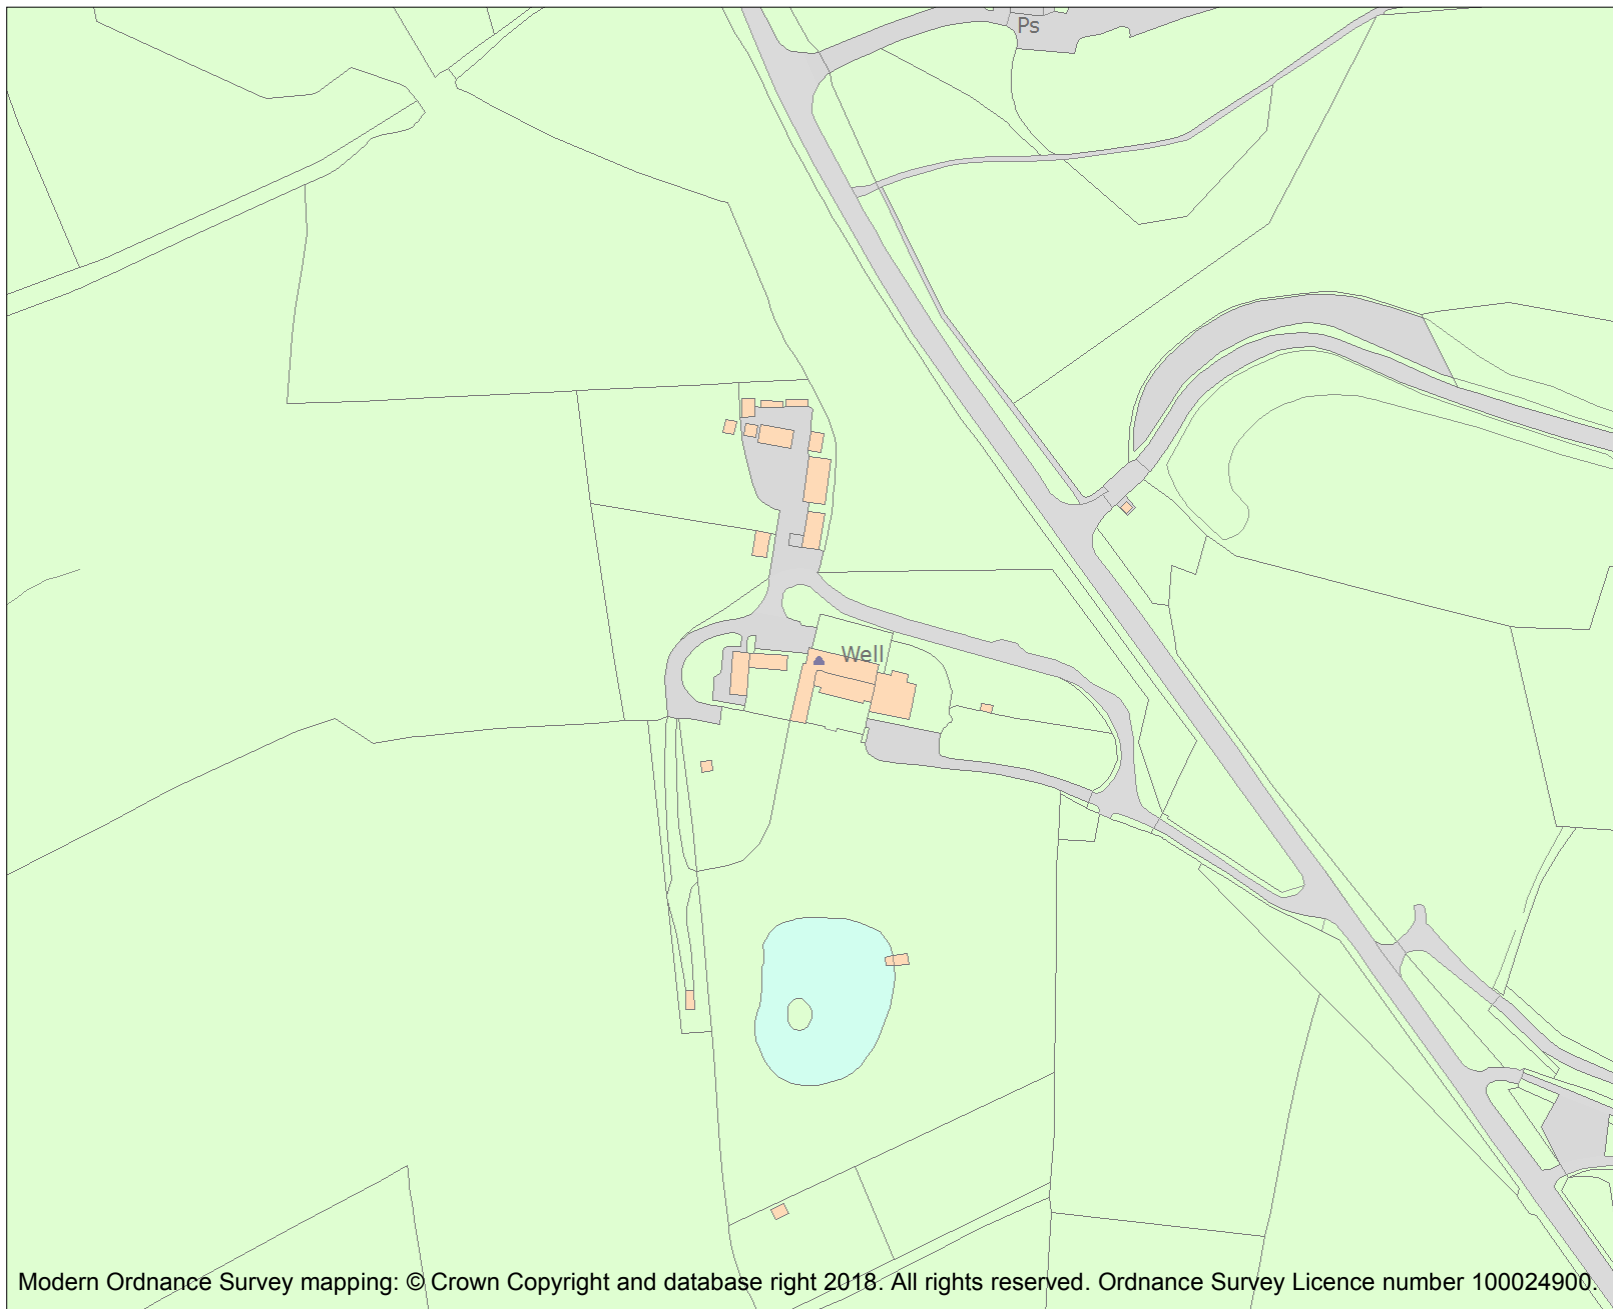 Ps
Well
Modern Ordnance Survey mapping: © Crown Copyright and database right 2018. All rights reserved. Ordnance Survey Licence number 100024900.